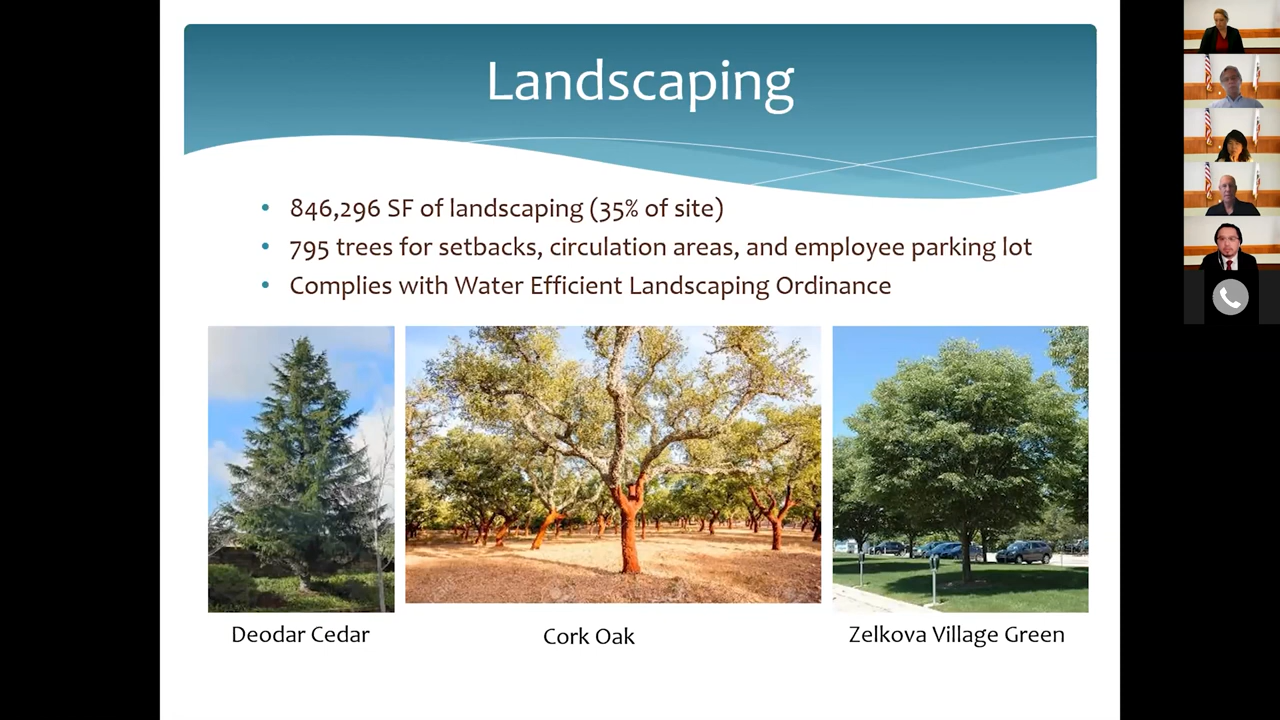 Landscaping
• 846,296 SF of landscaping (35% of site)
• 795 trees for setbacks, circulation areas, and employee parking lot
• Complies with Water Efficient Landscaping Ordinance
Deodar Cedar
Cork Oak
Zelkova Village Green